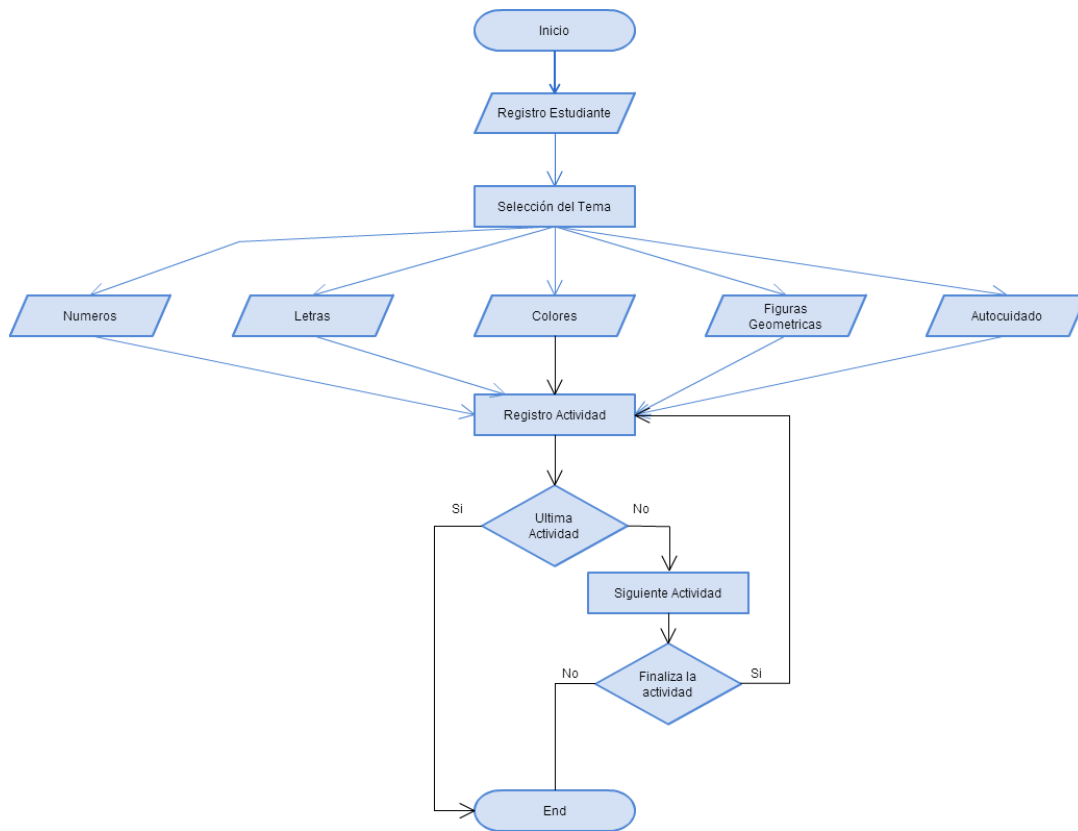 Inicio
Registro Estudiante
Selección del Tema
Numeros
Letras
Colores
Figuras
Geometricas
Autocuidado
Registro Actividad
Si
Ultima
Actividad
No
Siguiente Actividad
No
Finaliza la
actividad
Si
End